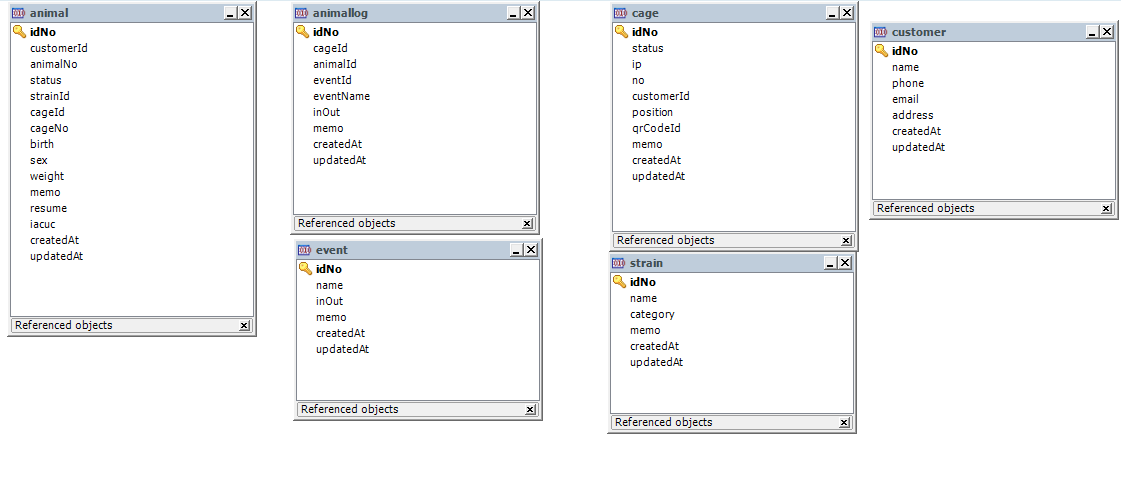 animal
idNo
customerId
animalNo
status
strainId
cageId
cageNo
birth
sex
weight
memo
resume
iacuc
createdAt
updatedAt
Referenced objects
animallog
idNo
cageId
animalId
eventId
eventName
inOut
memo
createdAt
updatedAt
Referenced objects
event
idNo
name
inOut
memo
createdAt
updatedAt
Referenced objects
cage
idNo
status
ip
no
customerId
position
qrCodeId
memo
createdAt
updatedAt
Referenced objects
strain
idNo
name
category
memo
createdAt
updatedAt
Referenced objects
customer
idNo
name
phone
email
address
createdAt
updatedAt
Referenced objects